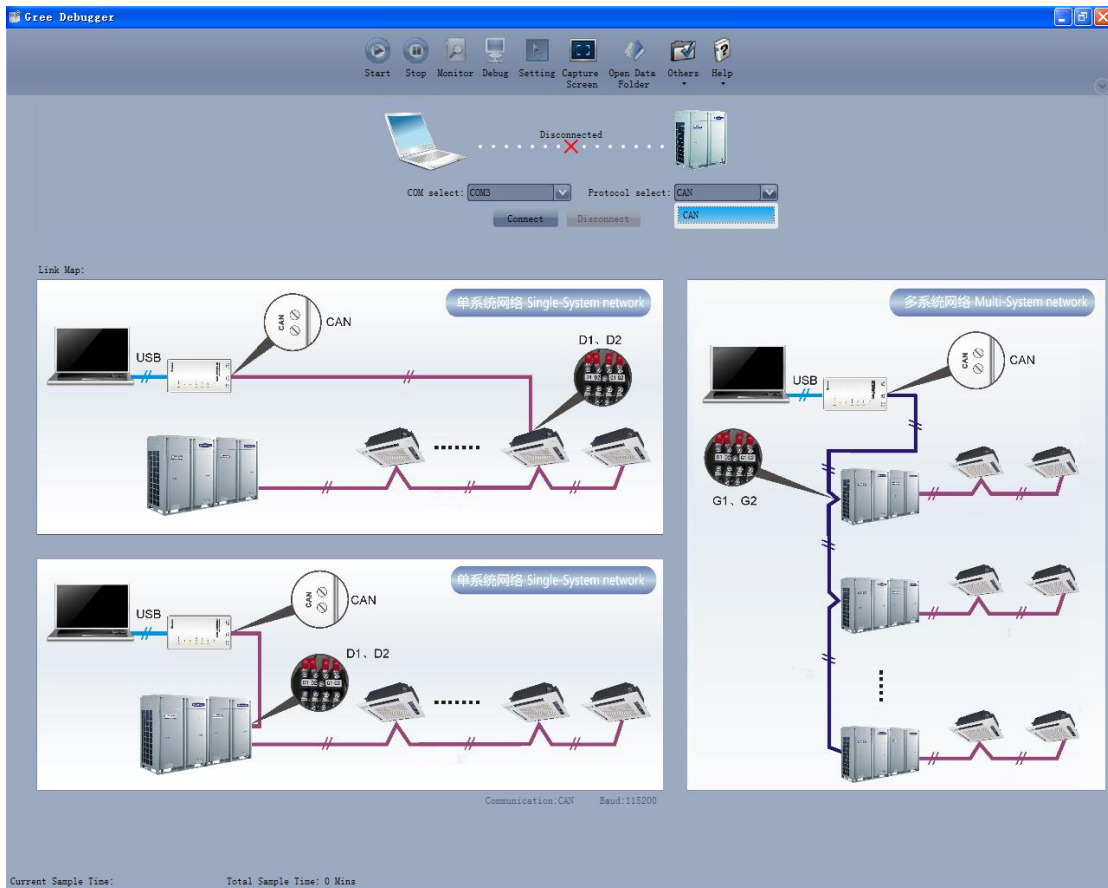 Gree Debugger
Start Stop Monitor Debug Setting Capture Screen Open Data Folder Others Help
Disconnected
COM select: COM3 Protocol select: CAN
CAN
Connect Disconnect
Link Map:
单系统网络 Single-System network
CAN
CAN
USB
D1、D2
单系统网络 Single-System network
CAN
CAN
USB
D1、D2
多系统网络 Multi-System network
CAN
CAN
USB
G1、G2
Communication:CAN Baud:115200
Current Sample Time: Total Sample Time: 0 Mins